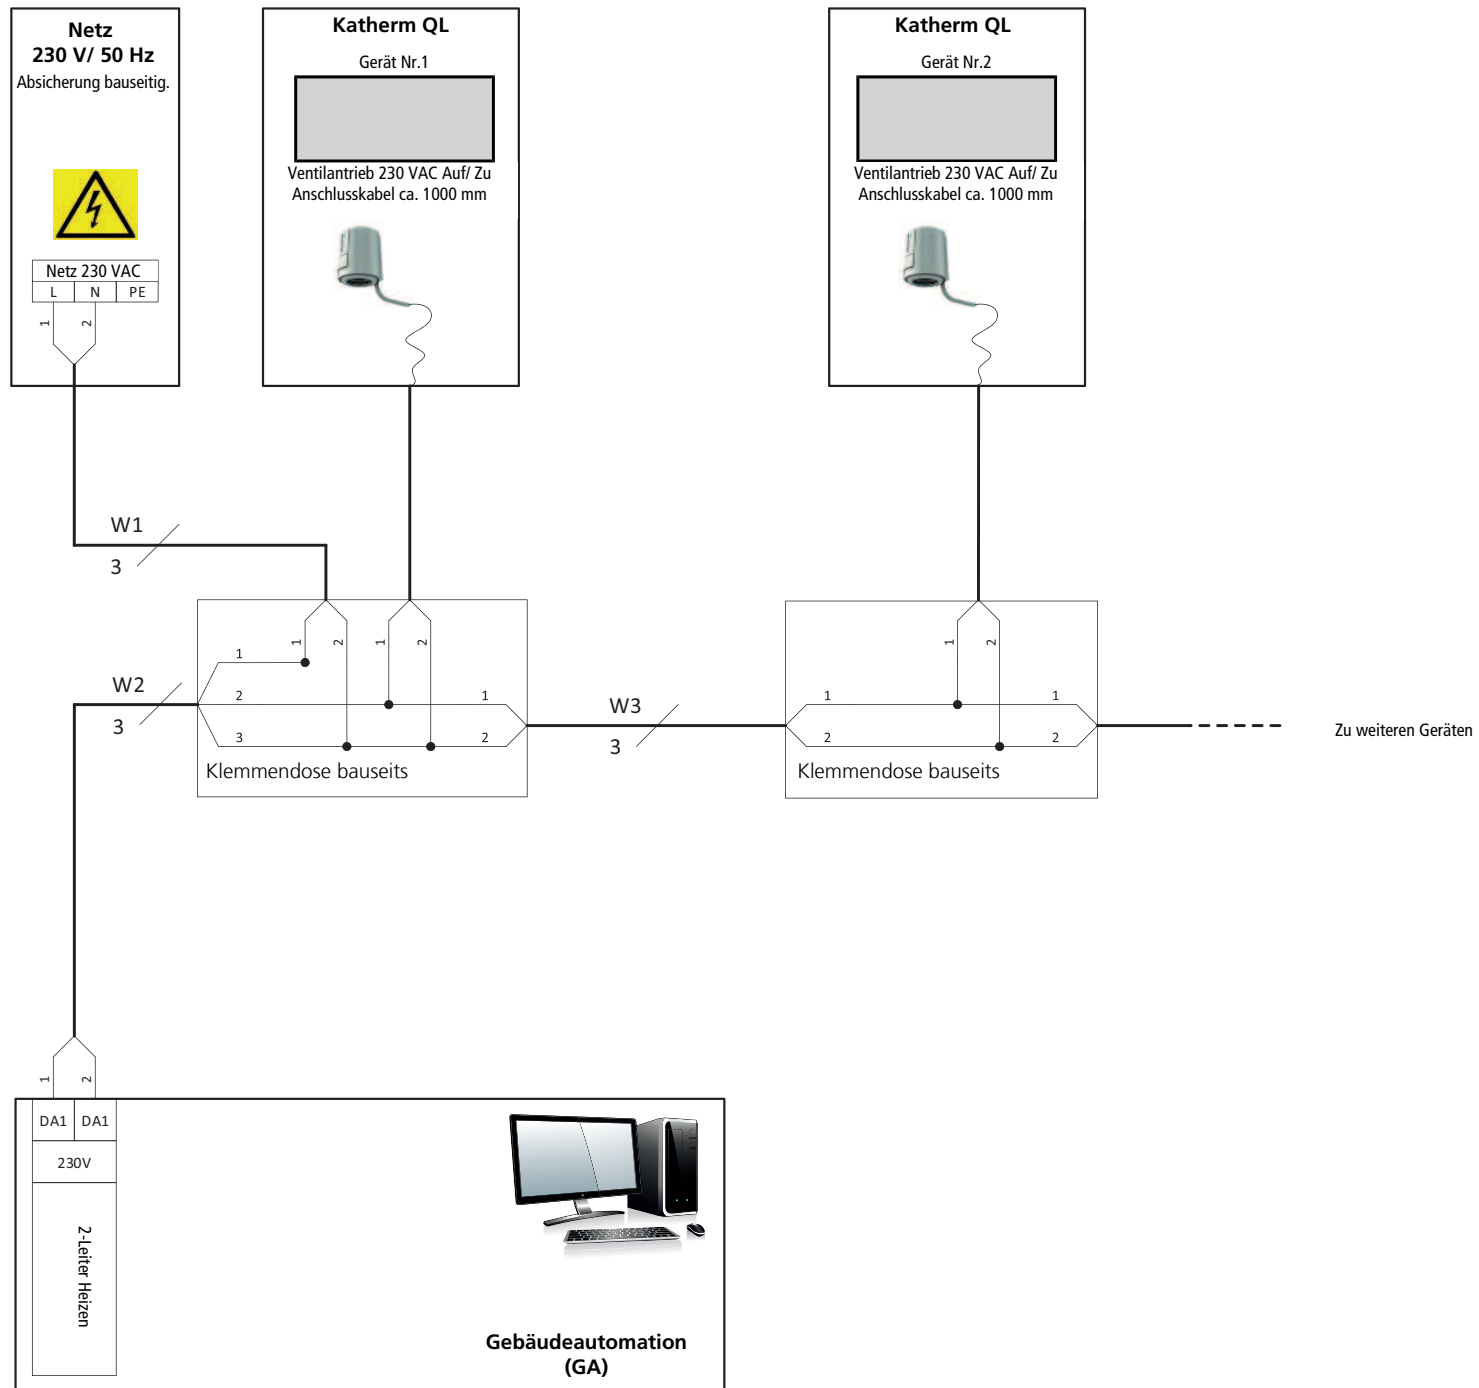 Netz
230 V/ 50 Hz
Absicherung bauseitig.
Netz 230 VAC
L N PE
1 2
Katherm QL
Gerät Nr.1
Ventilantrieb 230 VAC Auf/ Zu
Anschlusskabel ca. 1000 mm
Katherm QL
Gerät Nr.2
Ventilantrieb 230 VAC Auf/ Zu
Anschlusskabel ca. 1000 mm
W1
3
W2
3
1 2 1 2
1
2 1
3 2
Klemmendose bauseits
W3
3
1 2
1 1
2 2
Klemmendose bauseits
Zu weiteren Geräten
1 2
DA1 DA1
230V
2-Leiter Heizen
Gebäudeautomation
(GA)